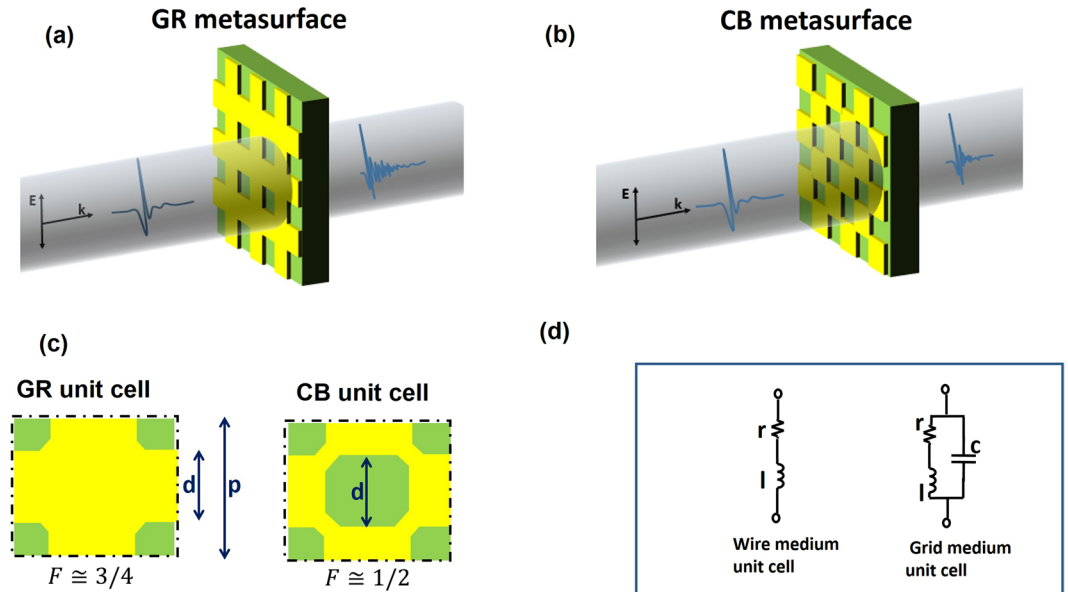 GR metasurface
(a)
E
k
CB metasurface
(b)
E
k
(c)
GR unit cell
d
p
F ≅ 3/4
CB unit cell
d
F ≅ 1/2
(d)
r
l
Wire medium
unit cell
r
l
c
Grid medium
unit cell